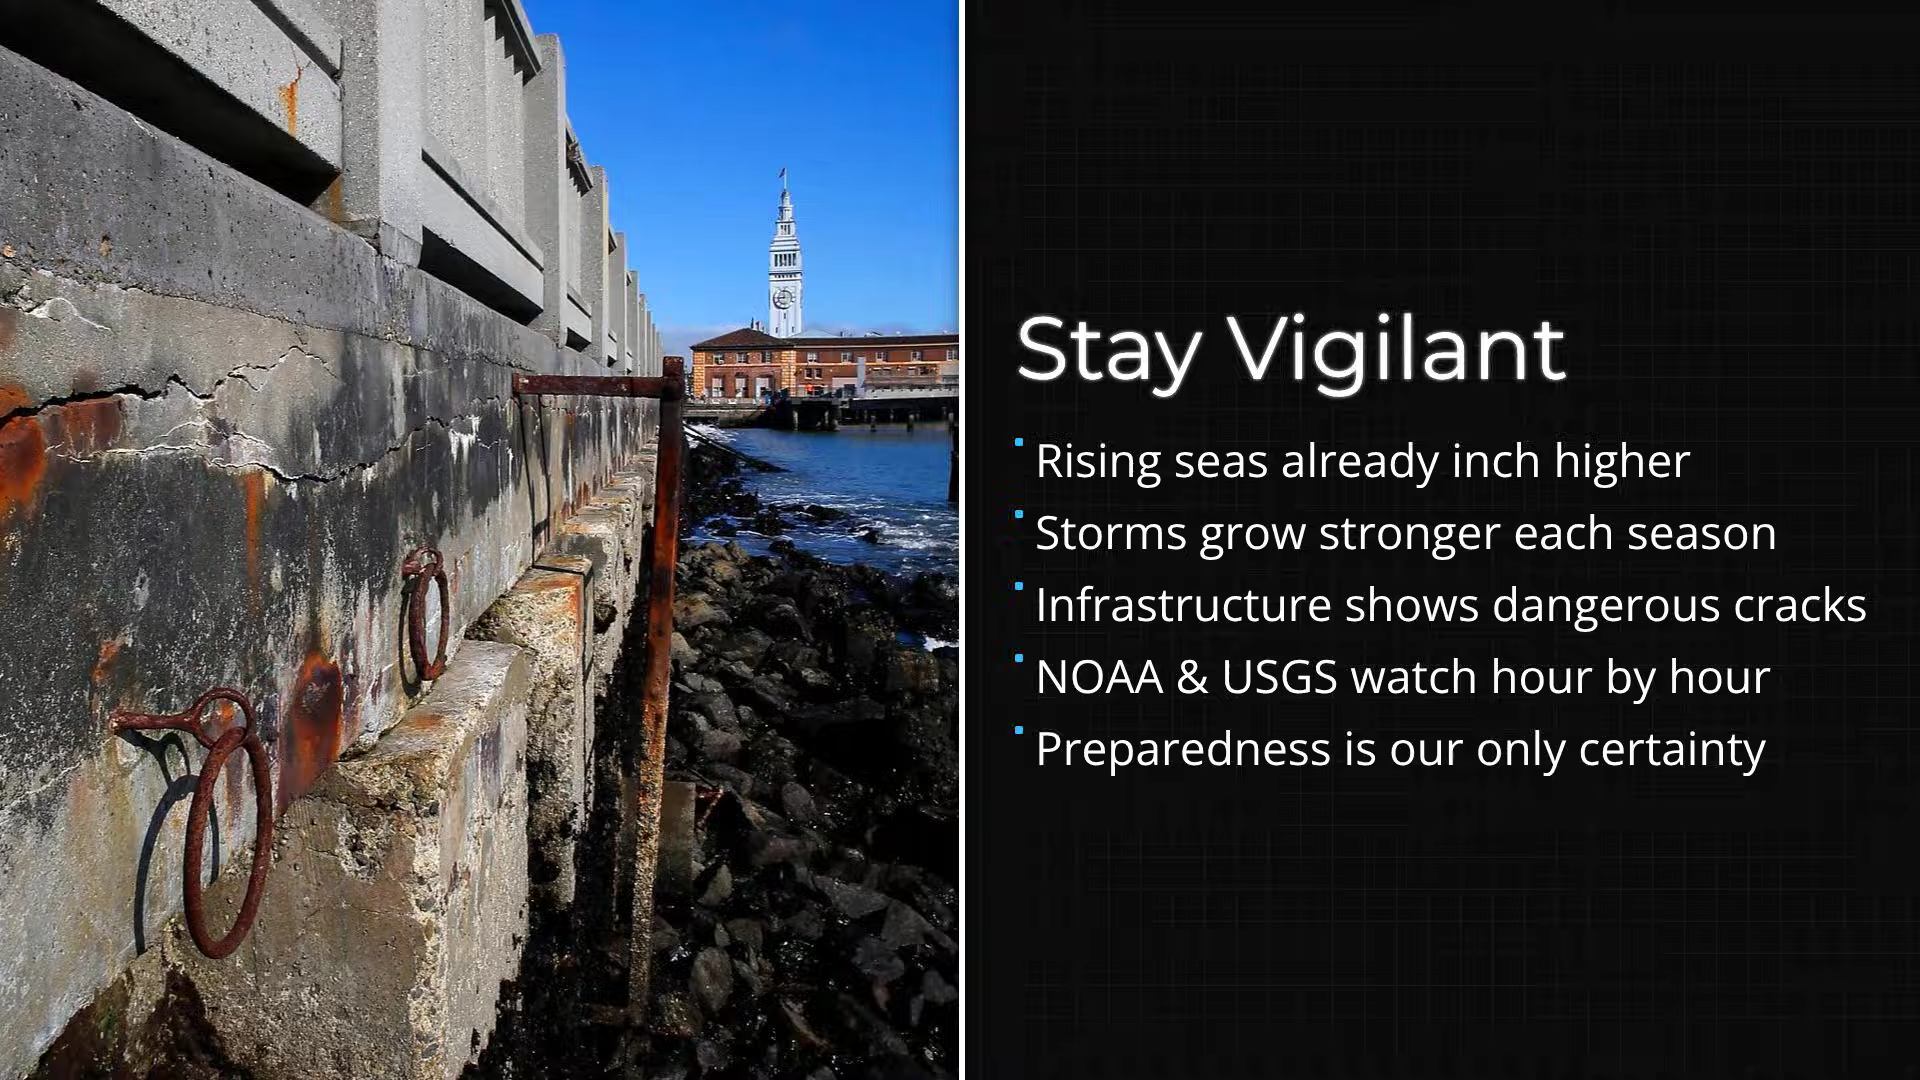 Stay Vigilant
Rising seas already inch higher
Storms grow stronger each season
Infrastructure shows dangerous cracks
NOAA & USGS watch hour by hour
Preparedness is our only certainty